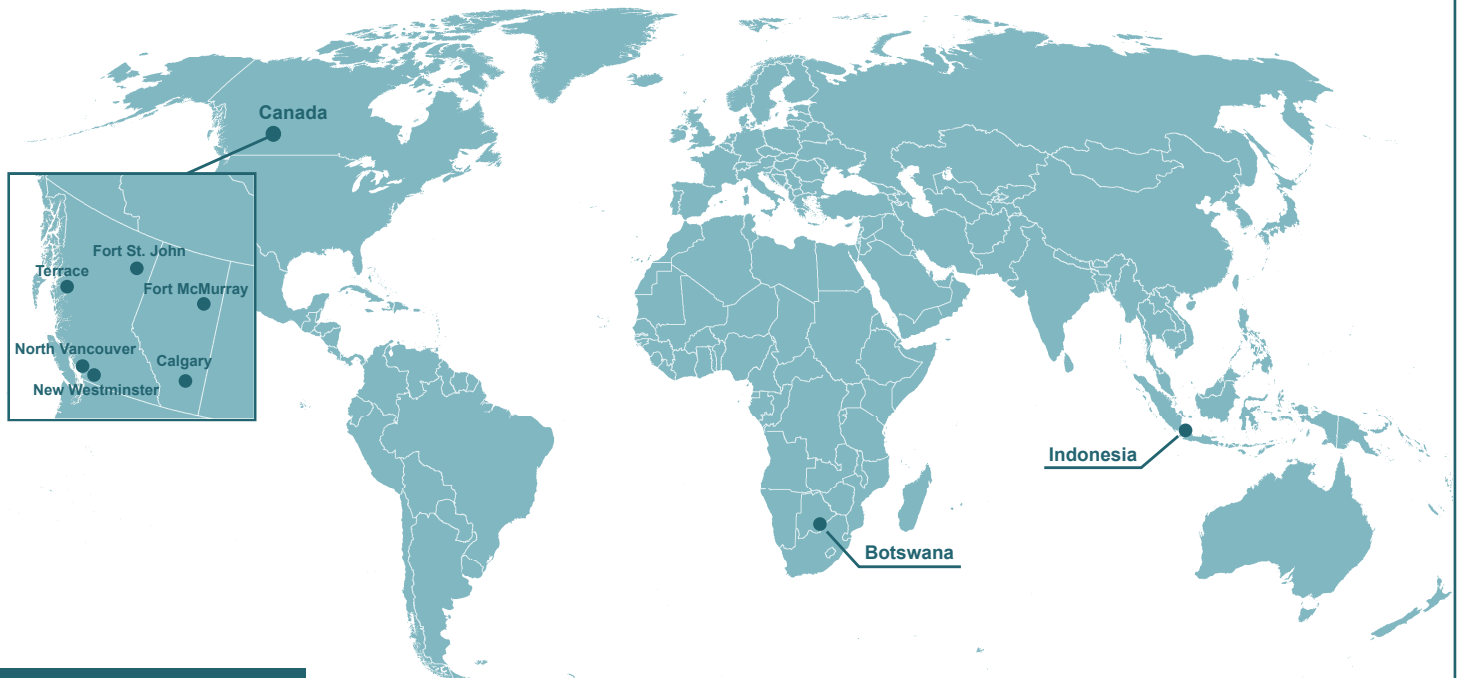 Canada
Fort St. John
Terrace
Fort McMurray
North Vancouver
Calgary
New Westminster
Indonesia
Botswana